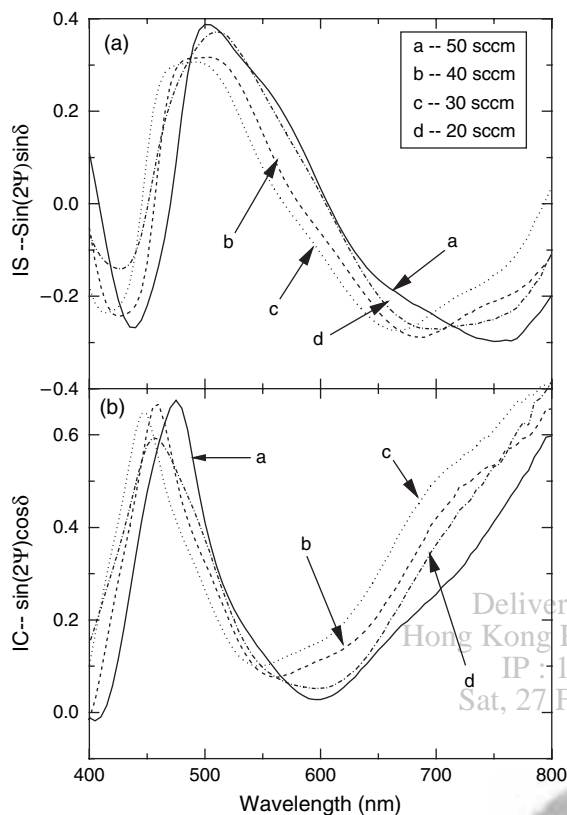 (a)
a -- 50 sccm
b -- 40 sccm
c -- 30 sccm
d -- 20 sccm
IS --Sin(2Ψ)sinδ
0.4
0.2
0.0
−0.2
b
c
a
d
(b)
IC-- sin(2Ψ)cosδ
0.4
0.6
0.4
0.2
0.0
a
c
b
d
Deliver
Hong Kong
IP : 1
Sat, 27 F
400 500 600 700 800
Wavelength (nm)